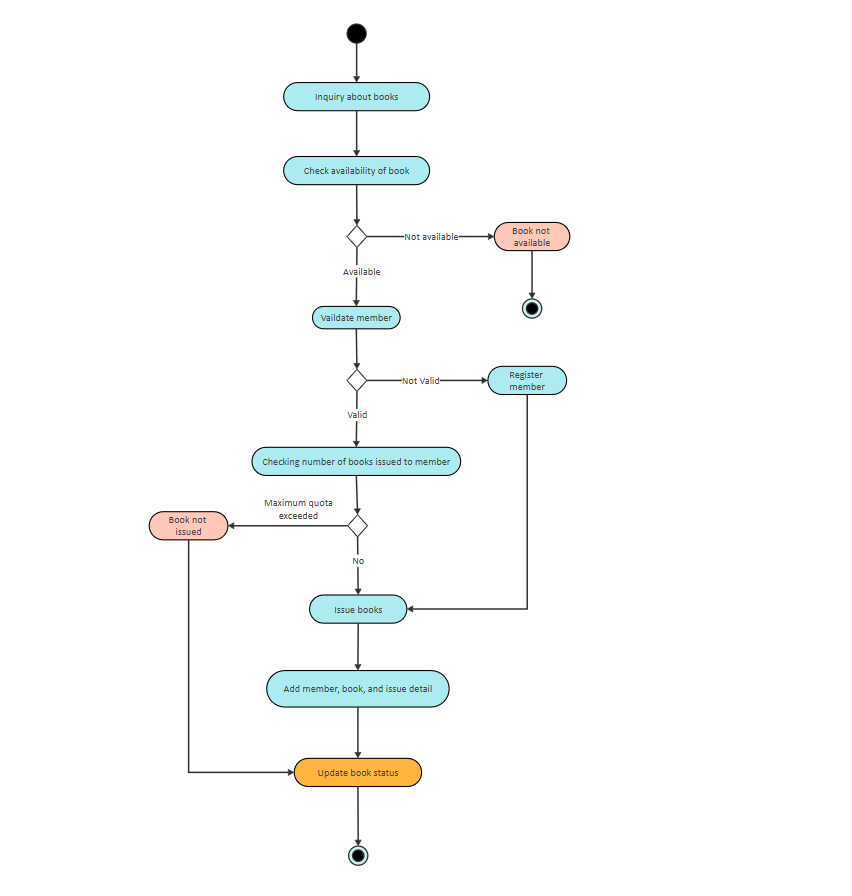 Inquiry about books
Check availability of book
Not available
Book not
available
Available
Vaildate member
Not Valid
Register
member
Valid
Checking number of books issued to member
Maximum quota
exceeded
Book not
issued
No
Issue books
Add member, book, and issue detail
Update book status